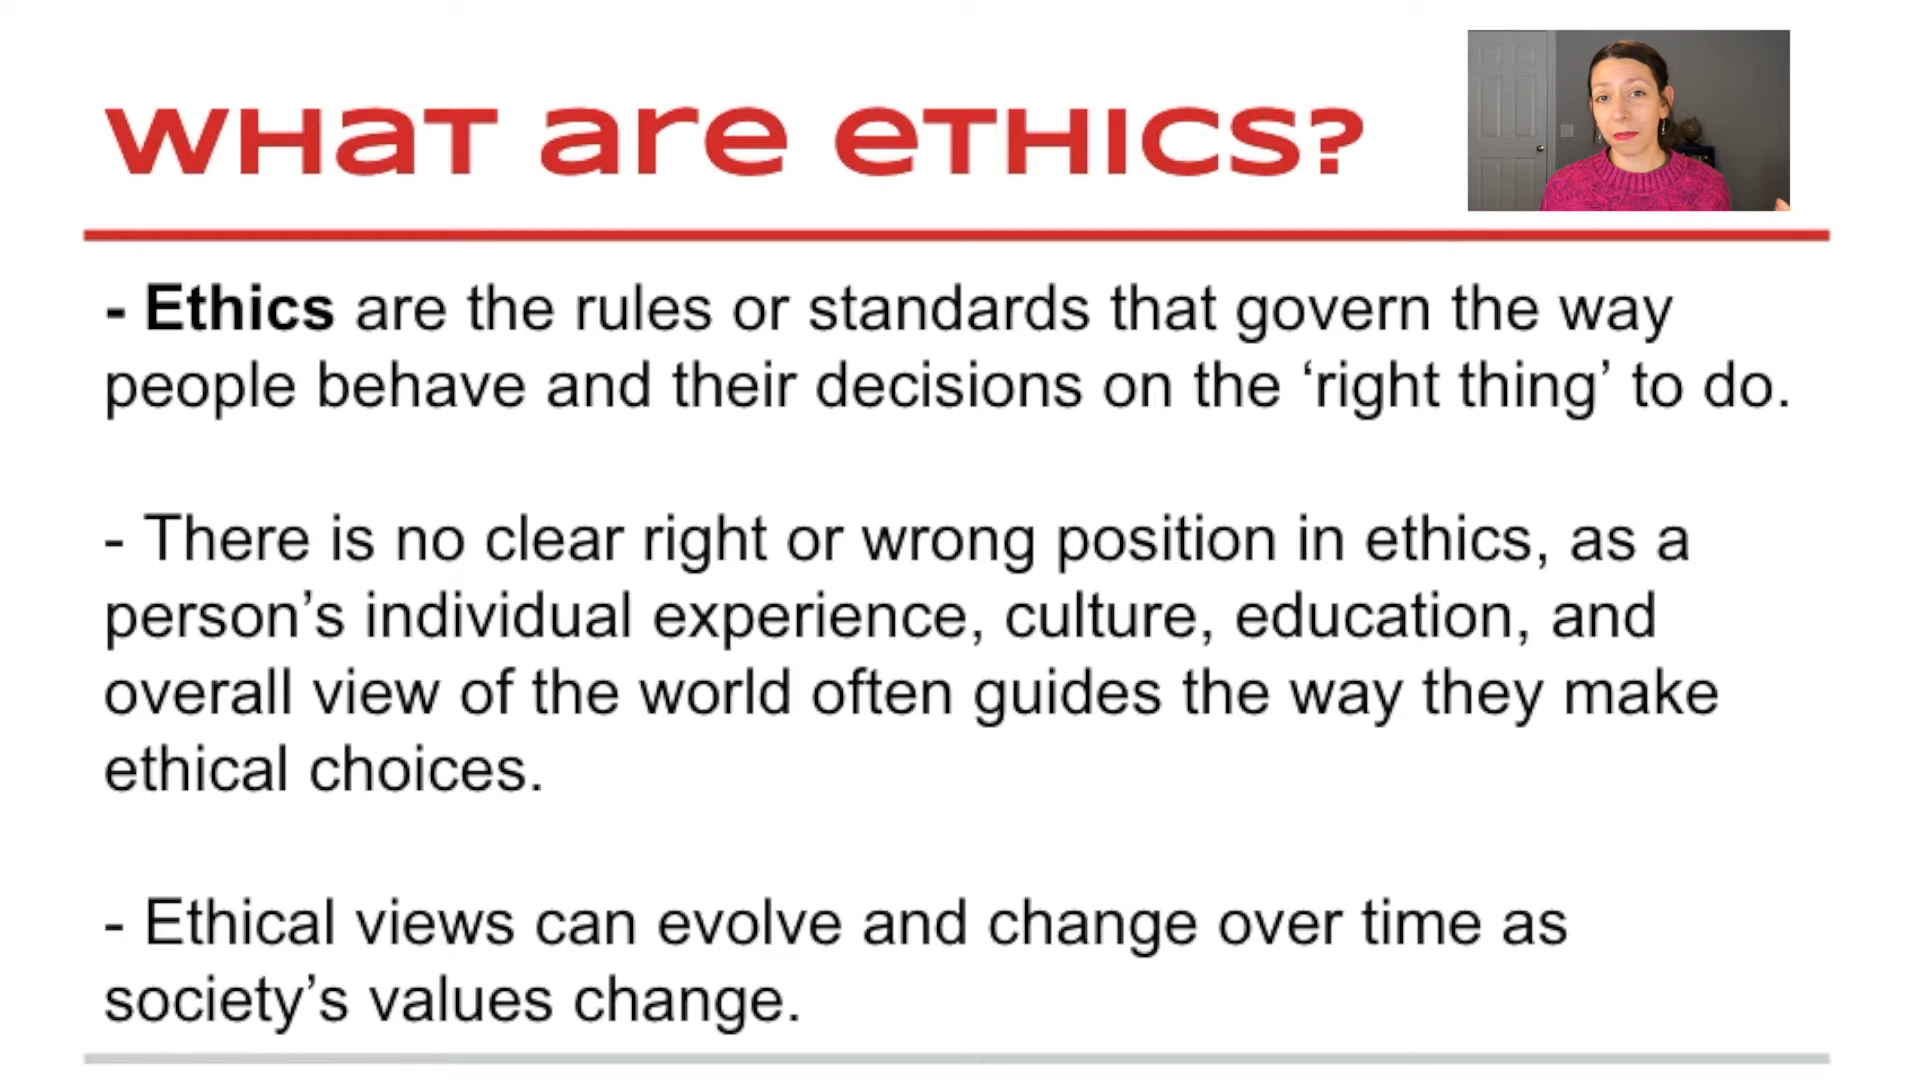 WHaT are eTHICS?
- Ethics are the rules or standards that govern the way
people behave and their decisions on the ‘right thing’ to do.
- There is no clear right or wrong position in ethics, as a
person’s individual experience, culture, education, and
overall view of the world often guides the way they make
ethical choices.
- Ethical views can evolve and change over time as
society’s values change.